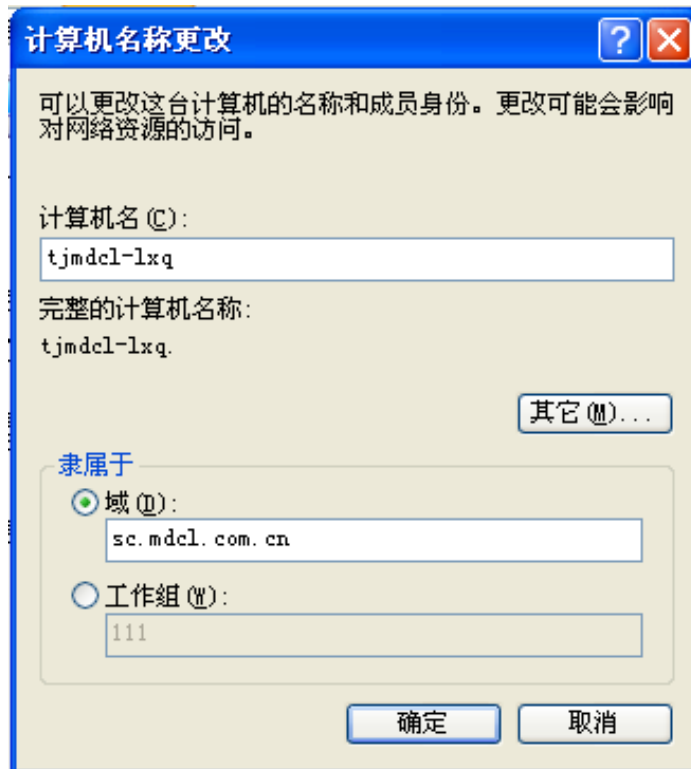 计算机名称更改
可以更改这台计算机的名称和成员身份。更改可能会影响
对网络资源的访问。
计算机名(C):
tjmdcl-lxq
完整的计算机名称:
tjmdcl-lxq.
其它(M)...
隶属于
域(D):
sc.mdcl.com.cn
工作组(W):
111
确定
取消